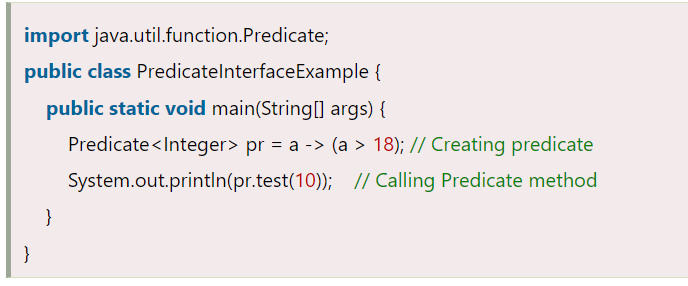 import java.util.function.Predicate;
public class PredicateInterfaceExample {
public static void main(String[] args) {
Predicate<Integer> pr = a -> (a > 18); // Creating predicate
System.out.println(pr.test(10)); // Calling Predicate method
}
}